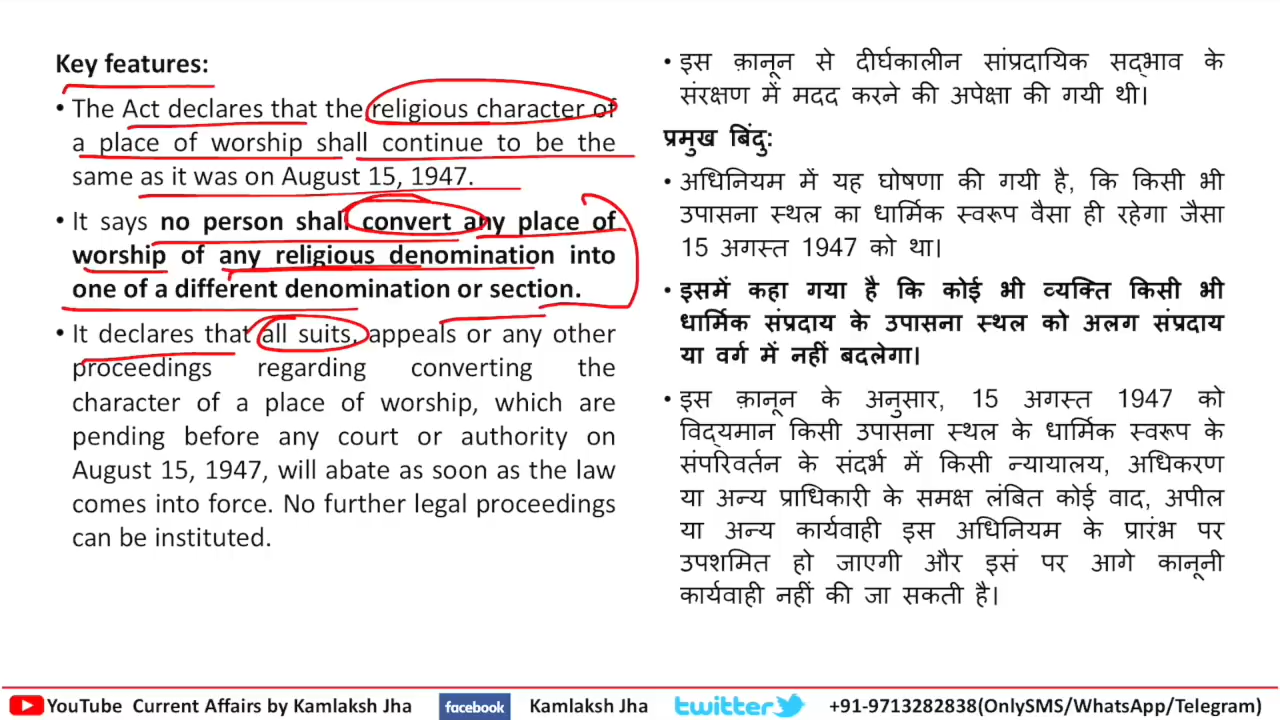 Key features:
• The Act declares that the religious character of
a place of worship shall continue to be the
same as it was on August 15, 1947.
• It says no person shall convert any place of
worship of any religious denomination into
one of a different denomination or section.
• It declares that all suits, appeals or any other
proceedings regarding converting the
character of a place of worship, which are
pending before any court or authority on
August 15, 1947, will abate as soon as the law
comes into force. No further legal proceedings
can be instituted.
• इस क़ानून से दीर्घकालीन सांप्रदायिक सद्भाव के
संरक्षण में मदद करने की अपेक्षा की गयी थी।
प्रमुख बिंदु:
• अधिनियम में यह घोषणा की गयी है, कि किसी भी
उपासना स्थल का धार्मिक स्वरूप वैसा ही रहेगा जैसा
15 अगस्त 1947 को था।
• इसमें कहा गया है कि कोई भी व्यक्ति किसी भी
धार्मिक संप्रदाय के उपासना स्थल को अलग संप्रदाय
या वर्ग में नहीं बदलेगा।
• इस क़ानून के अनुसार, 15 अगस्त 1947 को
विद्यमान किसी उपासना स्थल के धार्मिक स्वरूप के
संपरिवर्तन के संदर्भ में किसी न्यायालय, अधिकरण
या अन्य प्राधिकारी के समक्ष लंबित कोई वाद, अपील
या अन्य कार्यवाही इस अधिनियम के प्रारंभ पर
उपशमित हो जाएगी और इसं पर आगे कानूनी
कार्यवाही नहीं की जा सकती है।
YouTube Current Affairs by Kamlaksh Jha facebook Kamlaksh Jha twitter +91-9713282838(OnlySMS/WhatsApp/Telegram)